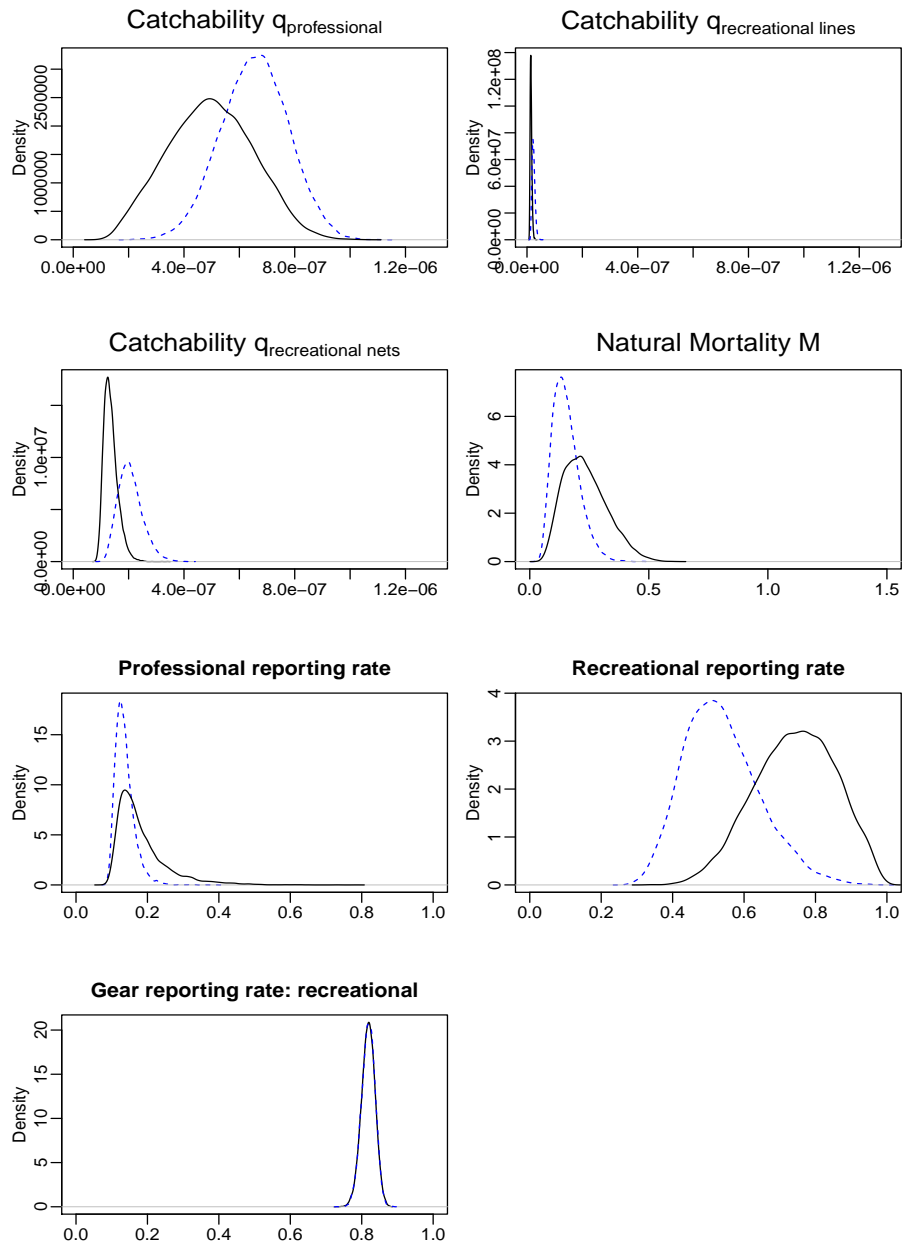 Catchability qprofessional
Density
0 1000000 2500000
0.0e+00 4.0e−07 8.0e−07 1.2e−06
Catchability qrecreational lines
Density
0.0e+00 6.0e+07 1.2e+08
0.0e+00 4.0e−07 8.0e−07 1.2e−06
Catchability qrecreational nets
Density
0.0e+00 1.0e+07
0.0e+00 4.0e−07 8.0e−07 1.2e−06
Natural Mortality M
Density
0 2 4 6
0.0 0.5 1.0 1.5
Professional reporting rate
Density
0 5 10 15
0.0 0.2 0.4 0.6 0.8 1.0
Recreational reporting rate
Density
0 1 2 3 4
0.0 0.2 0.4 0.6 0.8 1.0
Gear reporting rate: recreational
Density
0 5 10 15 20
0.0 0.2 0.4 0.6 0.8 1.0